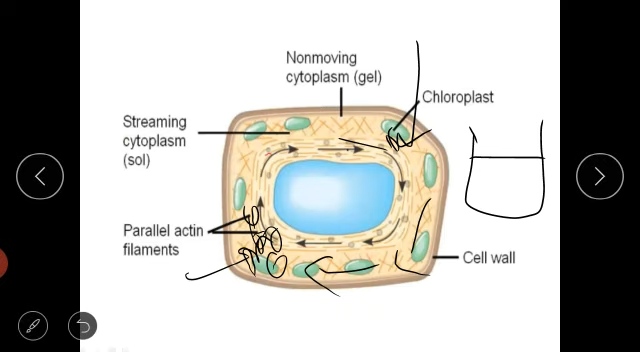 Nonmoving
cytoplasm (gel)
Chloroplast
Streaming
cytoplasm
(sol)
Parallel actin
filaments
Cell wall